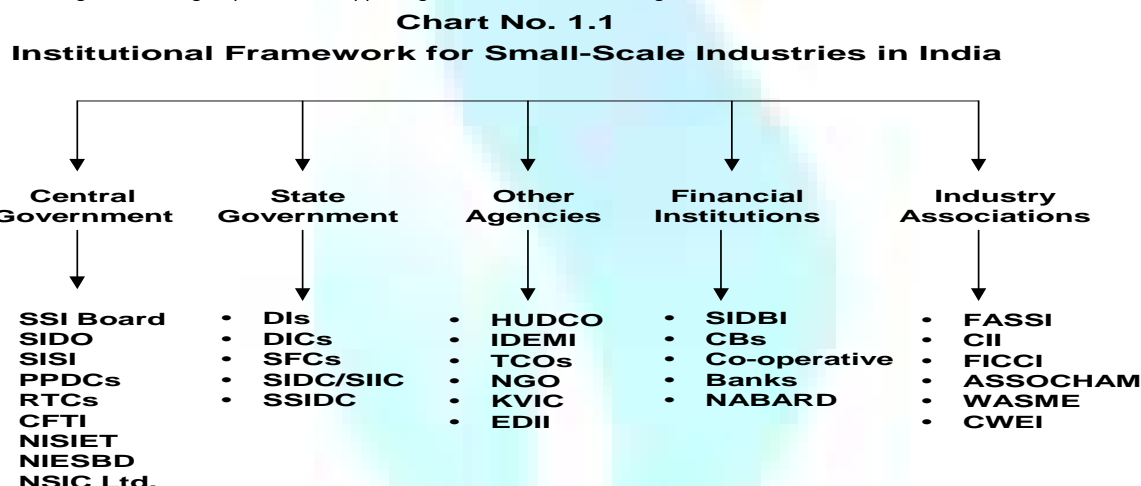 Chart No. 1.1
Institutional Framework for Small-Scale Industries in India
Central
Government
State
Government
Other
Agencies
Financial
Institutions
Industry
Associations
SSI Board
SIDO
SISI
PPDCs
RTCs
CFTI
NISIET
NIESBD
NSIC Ltd.
• DIs
• DICs
• SFCs
• SIDC/SIIC
• SSIDC
• HUDCO
• IDEMI
• TCOs
• NGO
• KVIC
• EDII
• SIDBI
• CBs
• Co-operative
• Banks
• NABARD
• FASSI
• CII
• FICCI
• ASSOCHAM
• WASME
• CWEI